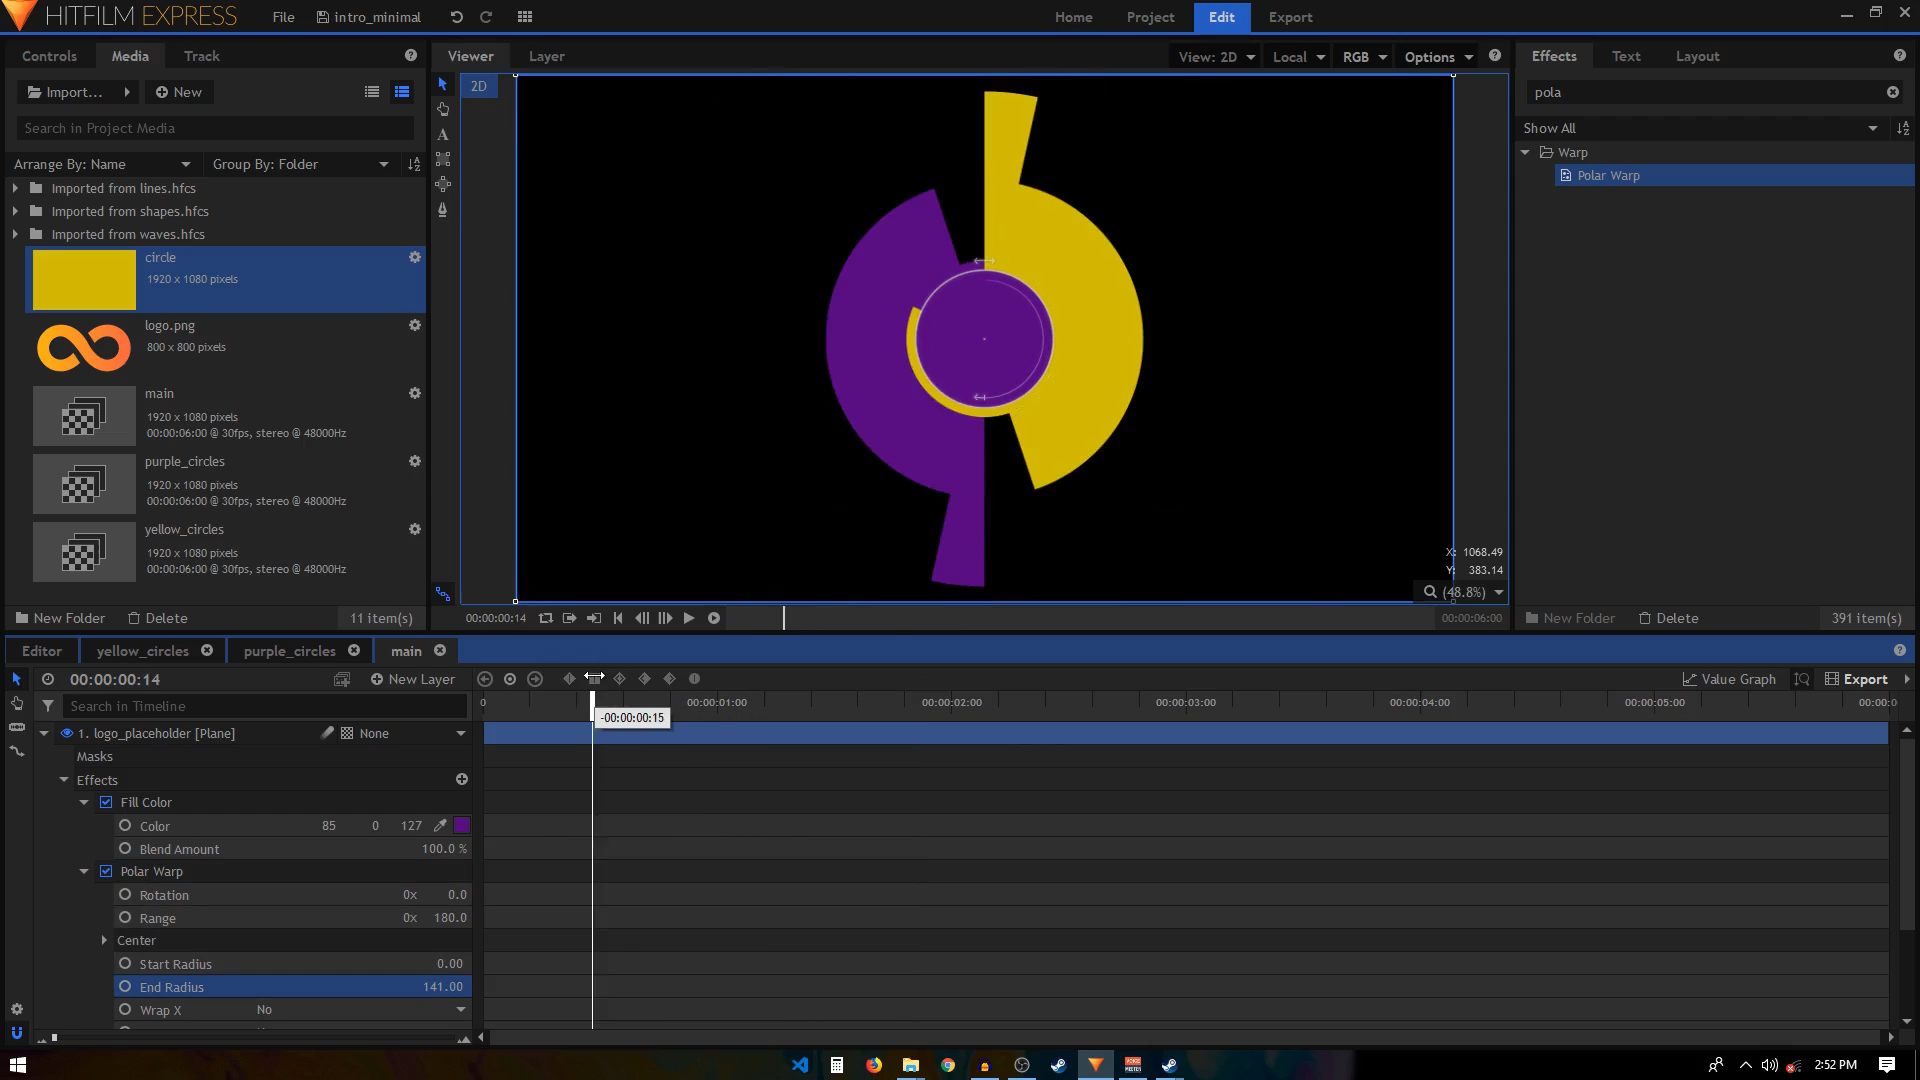 HITFILM EXPRESS
File
intro_minimal
Home
Project
Edit
Export
Controls
Media
Track
Viewer
Layer
View: 2D
Local
RGB
Options
Effects
Text
Layout
Import...
New
2D
pola
Search in Project Media
Show All
Arrange By: Name
Group By: Folder
Warp
Polar Warp
Imported from lines.hfcs
Imported from shapes.hfcs
Imported from waves.hfcs
circle
1920 x 1080 pixels
logo.png
800 x 800 pixels
main
1920 x 1080 pixels
00:00:06:00 @ 30fps, stereo @ 48000Hz
purple_circles
1920 x 1080 pixels
00:00:06:00 @ 30fps, stereo @ 48000Hz
yellow_circles
1920 x 1080 pixels
00:00:06:00 @ 30fps, stereo @ 48000Hz
X: 1068.49
Y: 383.14
(48.8%)
New Folder
Delete
11 item(s)
00:00:00:14
00:00:06:00
New Folder
Delete
391 item(s)
Editor
yellow_circles
purple_circles
main
00:00:00:14
New Layer
Value Graph
Export
Search in Timeline
0
00:00:01:00
00:00:02:00
00:00:03:00
00:00:04:00
00:00:05:00
00:00:0
-00:00:00:15
1. logo_placeholder [Plane]
None
Masks
Effects
Fill Color
Color
85
0
127
Blend Amount
100.0 %
Polar Warp
Rotation
0x
0.0
Range
0x
180.0
Center
Start Radius
0.00
End Radius
141.00
Wrap X
No
2:52 PM